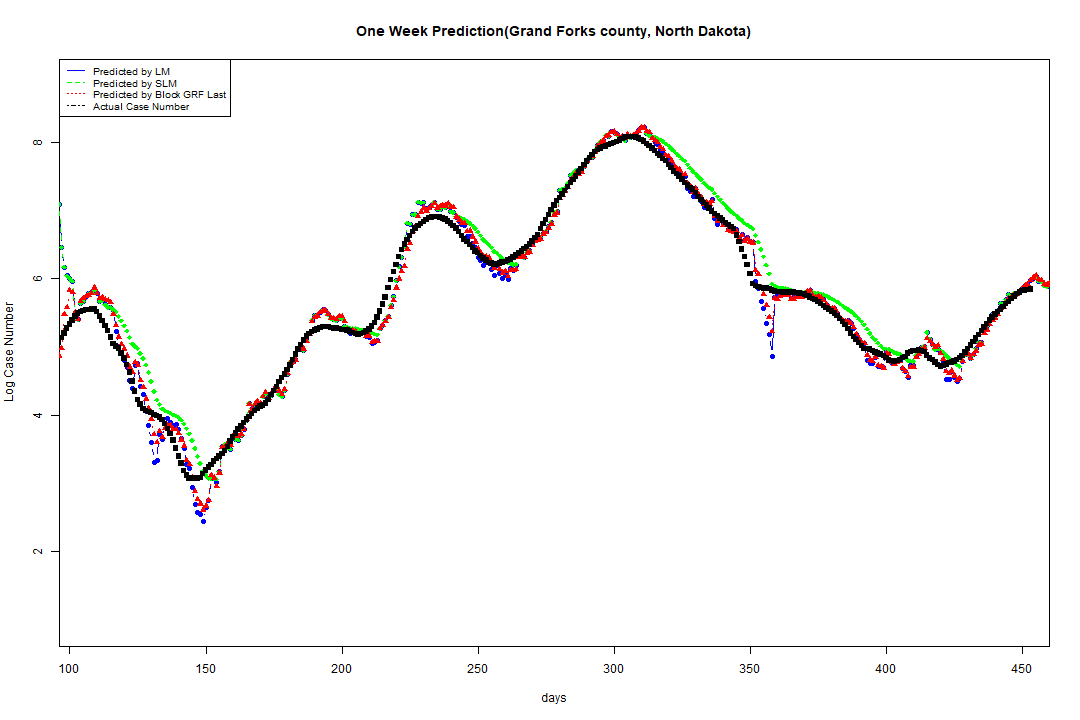 One Week Prediction(Grand Forks county, North Dakota)
Predicted by LM
Predicted by SLM
Predicted by Block GRF Last
Actual Case Number
Log Case Number
8
6
4
2
100 150 200 250 300 350 400 450
days